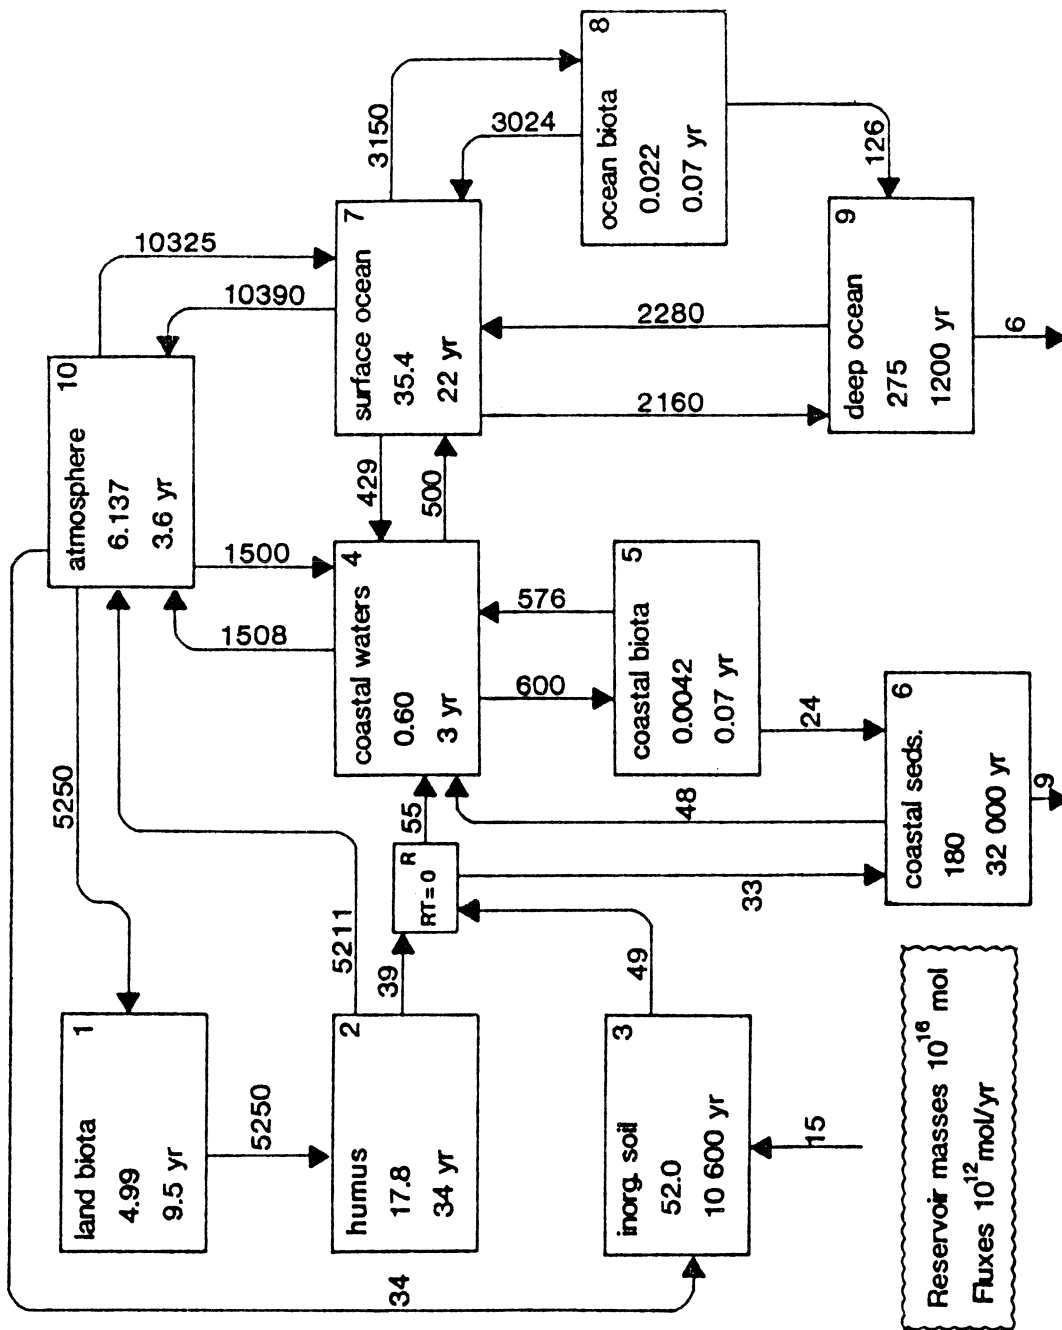 10
atmosphere
6.137
3.6 yr
34
5250
5211
1508
1500
10390
10325
1
land biota
4.99
9.5 yr
5250
2
humus
17.8
34 yr
39
R
RT=0
55
4
coastal waters
0.60
3 yr
429
500
7
surface ocean
35.4
22 yr
3150
3024
3
inorg. soil
52.0
10 600 yr
15
49
33
48
600
576
5
coastal biota
0.0042
0.07 yr
24
2160
2280
8
ocean biota
0.022
0.07 yr
126
6
coastal seds.
180
32 000 yr
9
9
deep ocean
275
1200 yr
6
Reservoir masses 10^16 mol
Fluxes 10^12 mol/yr